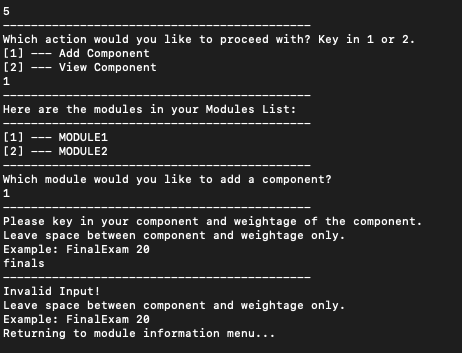 5
--------------------------------------------
Which action would you like to proceed with? Key in 1 or 2.
[1] --- Add Component
[2] --- View Component
1
--------------------------------------------
Here are the modules in your Modules List:
--------------------------------------------
[1] --- MODULE1
[2] --- MODULE2
--------------------------------------------
Which module would you like to add a component?
1
--------------------------------------------
Please key in your component and weightage of the component.
Leave space between component and weightage only.
Example: FinalExam 20
finals
--------------------------------------------
Invalid Input!
Leave space between component and weightage only.
Example: FinalExam 20
Returning to module information menu...